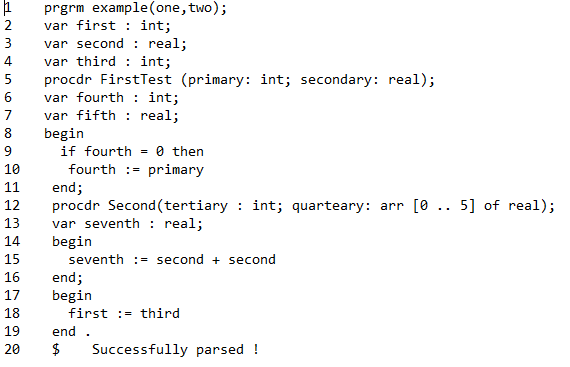 1    prgrm example(one,two);
2    var first : int;
3    var second : real;
4    var third : int;
5    procdr FirstTest (primary: int; secondary: real);
6    var fourth : int;
7    var fifth : real;
8    begin
9      if fourth = 0 then
10      fourth := primary
11    end;
12    procdr Second(tertiary : int; quarteary: arr [0 .. 5] of real);
13    var seventh : real;
14    begin
15      seventh := second + second
16    end;
17    begin
18      first := third
19    end .
20    $    Successfully parsed !